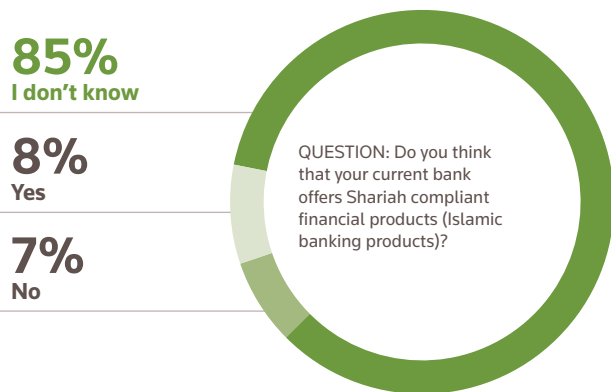 85%
I don't know
8%
Yes
7%
No
QUESTION: Do you think
that your current bank
offers Shariah compliant
financial products (Islamic
banking products)?